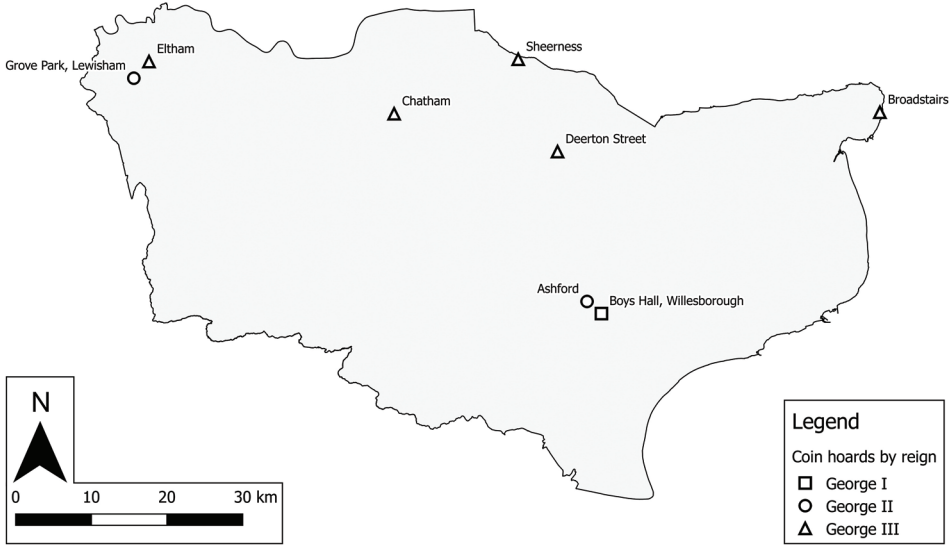 Eltham
Grove Park, Lewisham
Sheerness
Chatham
Broadstairs
Deerton Street
Ashford
Boys Hall, Willesborough
N
0 10 20 30 km
Legend
Coin hoards by reign
George I
George II
George III